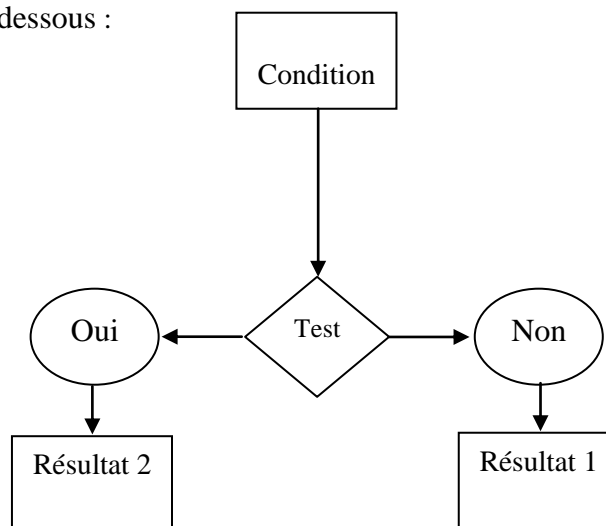 dessous :
Condition
Oui
Test
Non
Résultat 2
Résultat 1